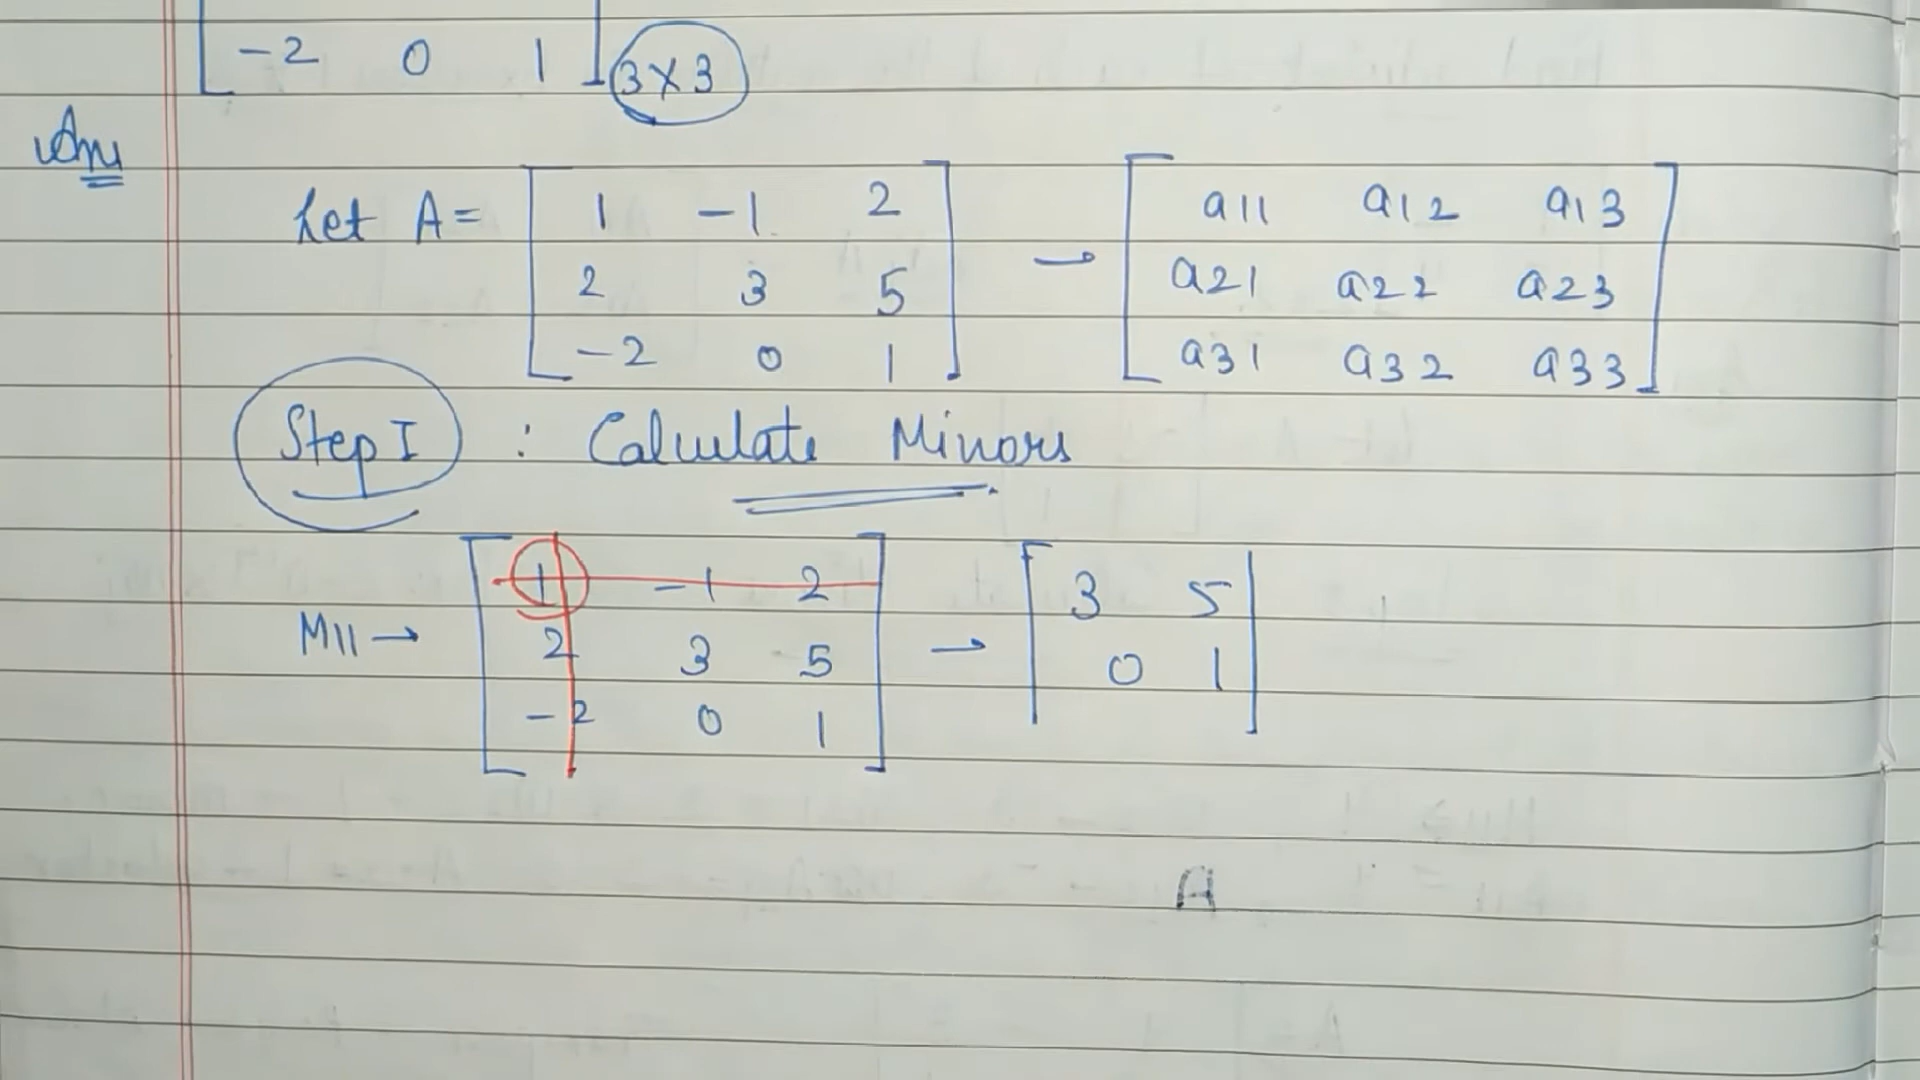 -2 0 1 3×3
Ans
Let A = 1 -1 2 → a11 a12 a13
2 3 5 a21 a22 a23
-2 0 1 a31 a32 a33
Step I : Calculate Minors
M11 → 1 -1 2 → 3 5
2 3 5 0 1
-2 0 1
A